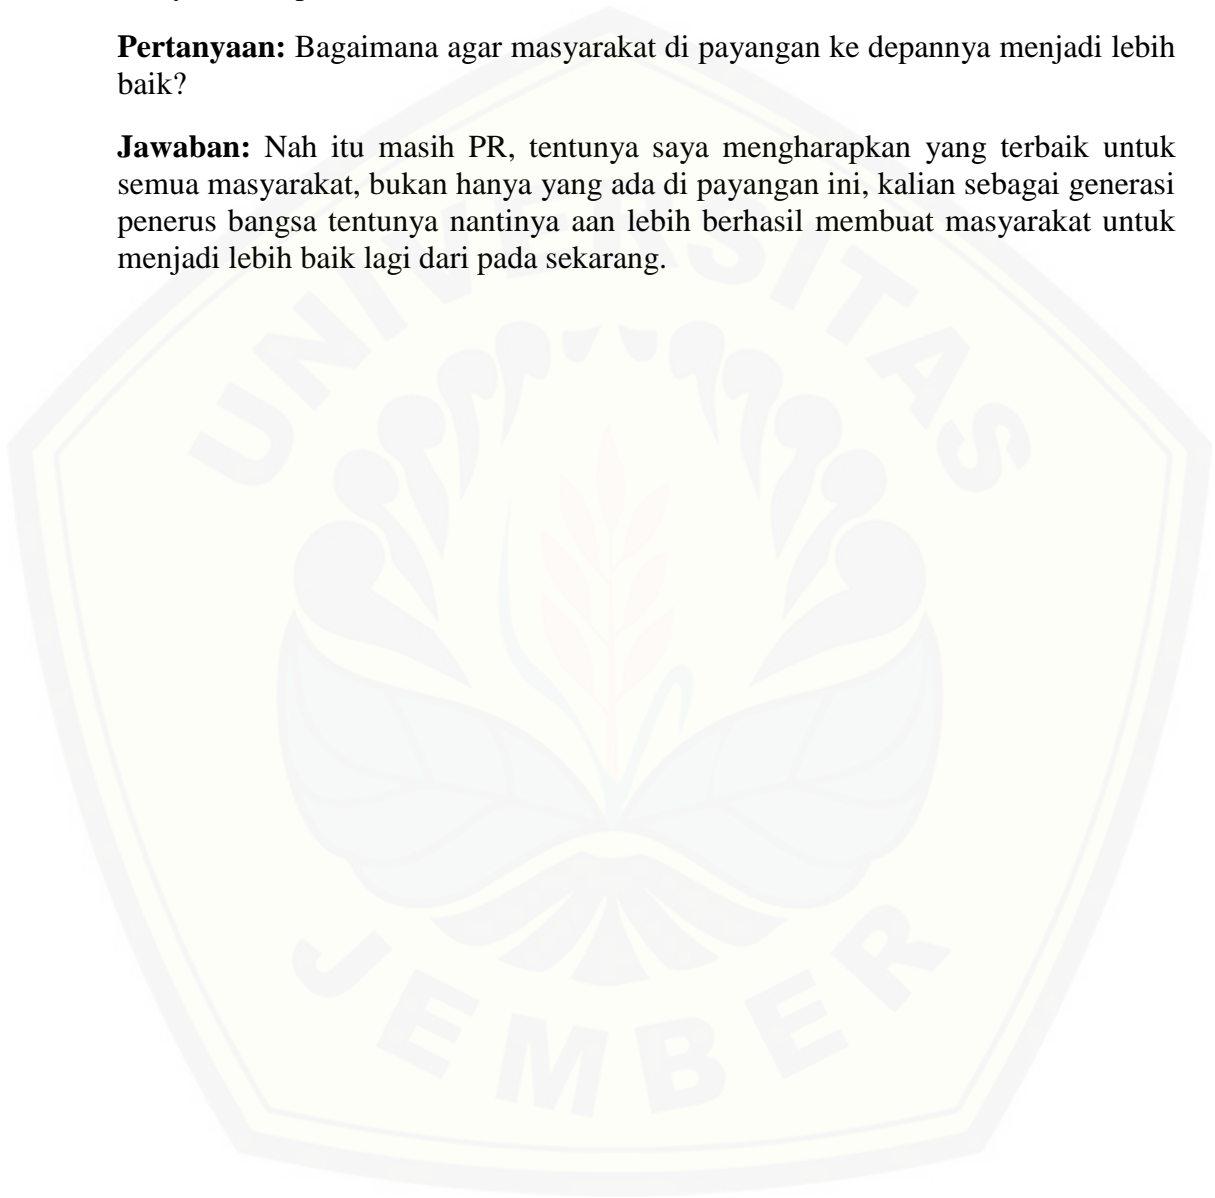 Pertanyaan: Bagaimana agar masyarakat di payangan ke depannya menjadi lebih
baik?
Jawaban: Nah itu masih PR, tentunya saya mengharapkan yang terbaik untuk
semua masyarakat, bukan hanya yang ada di payangan ini, kalian sebagai generasi
penerus bangsa tentunya nantinya aan lebih berhasil membuat masyarakat untuk
menjadi lebih baik lagi dari pada sekarang.
UNIVERSITAS
JEMBER